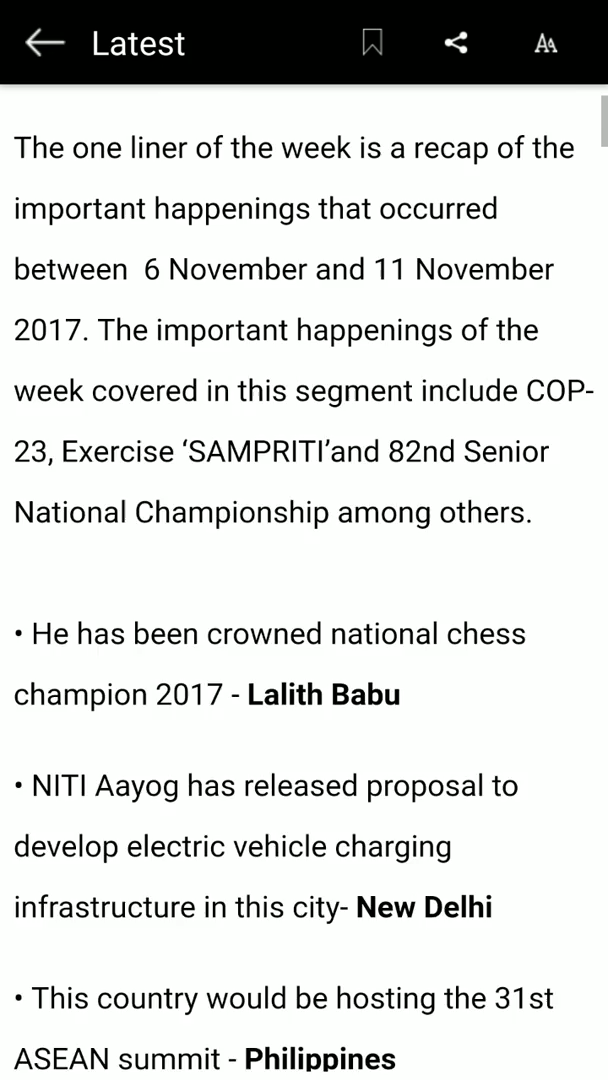 Latest
The one liner of the week is a recap of the
important happenings that occurred
between  6 November and 11 November
2017. The important happenings of the
week covered in this segment include COP-
23, Exercise ‘SAMPRITI’and 82nd Senior
National Championship among others.
• He has been crowned national chess
champion 2017 - Lalith Babu
• NITI Aayog has released proposal to
develop electric vehicle charging
infrastructure in this city- New Delhi
• This country would be hosting the 31st
ASEAN summit - Philippines